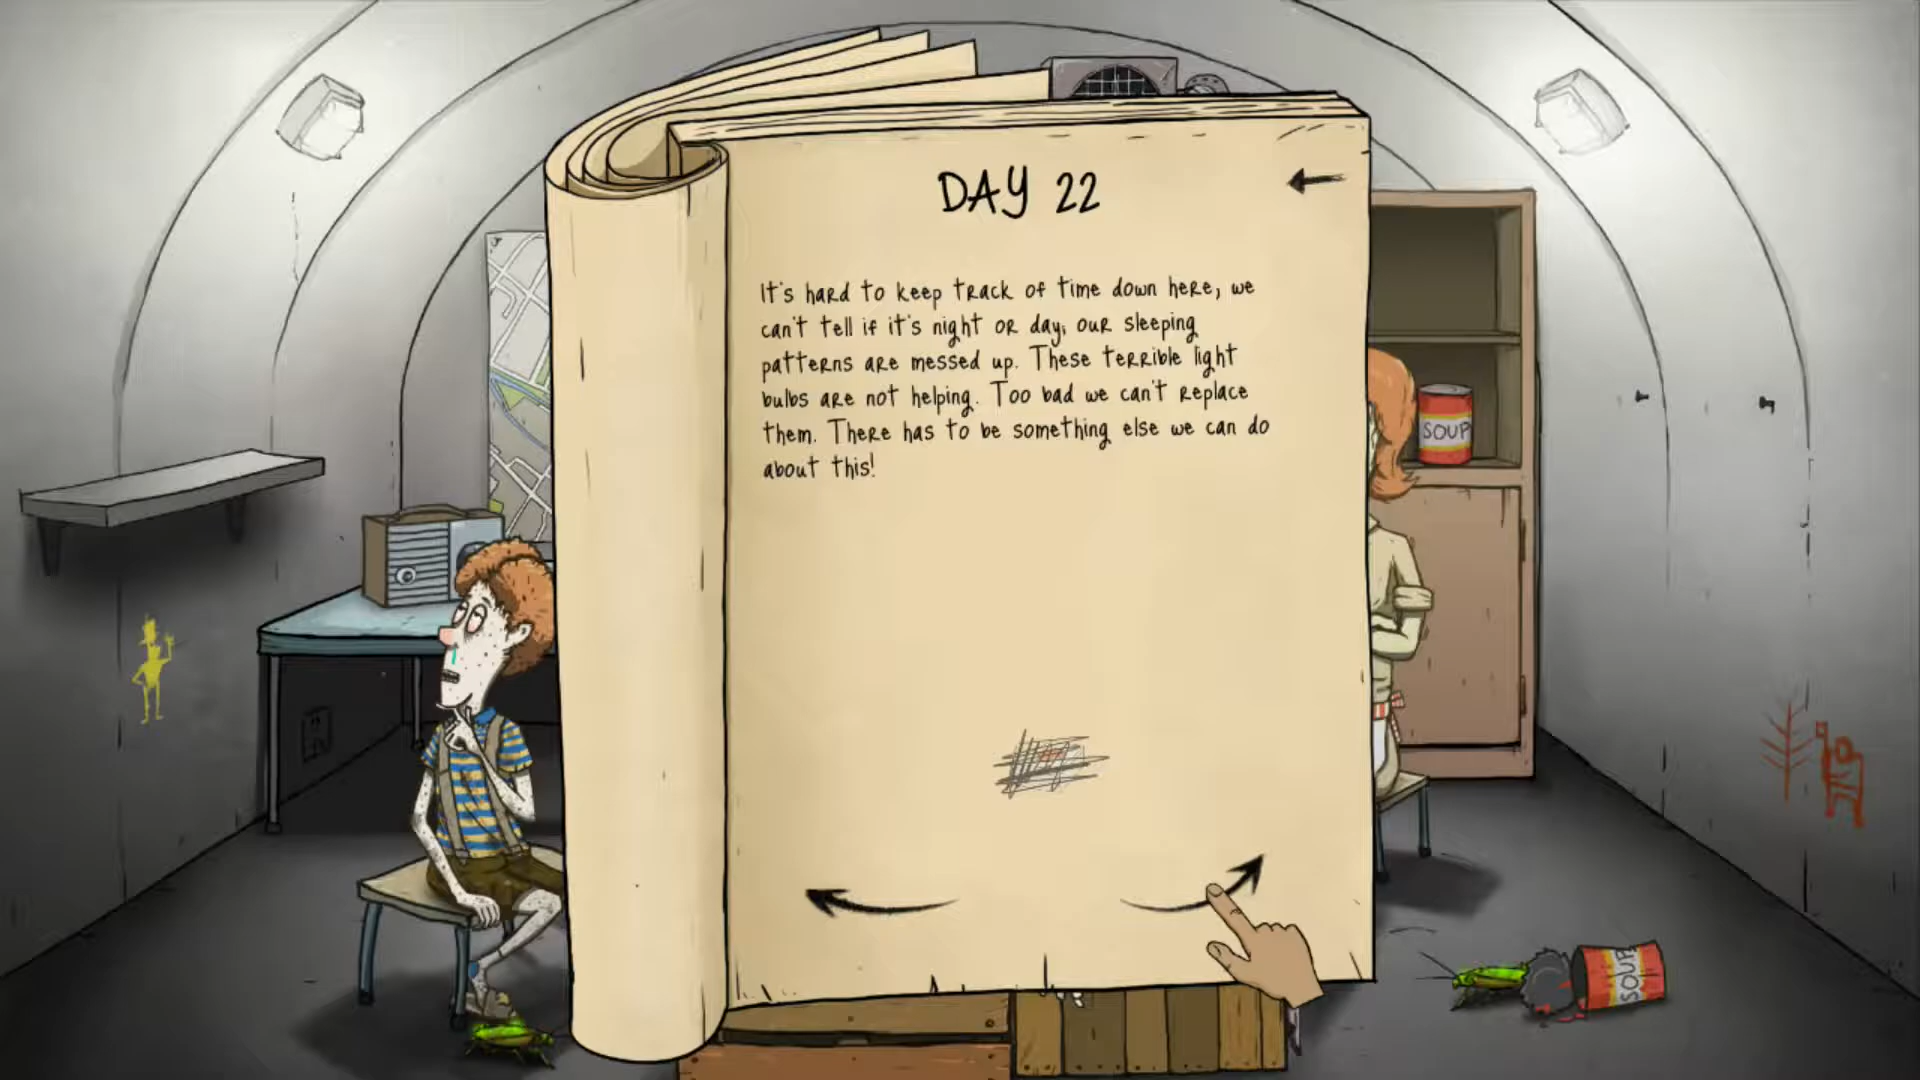 DAY 22
It's hard to keep track of time down here, we
can't tell if it's night or day; our sleeping
patterns are messed up. These terrible light
bulbs are not helping. Too bad we can't replace
them. There has to be something else we can do
about this!
SOUP
SOUP